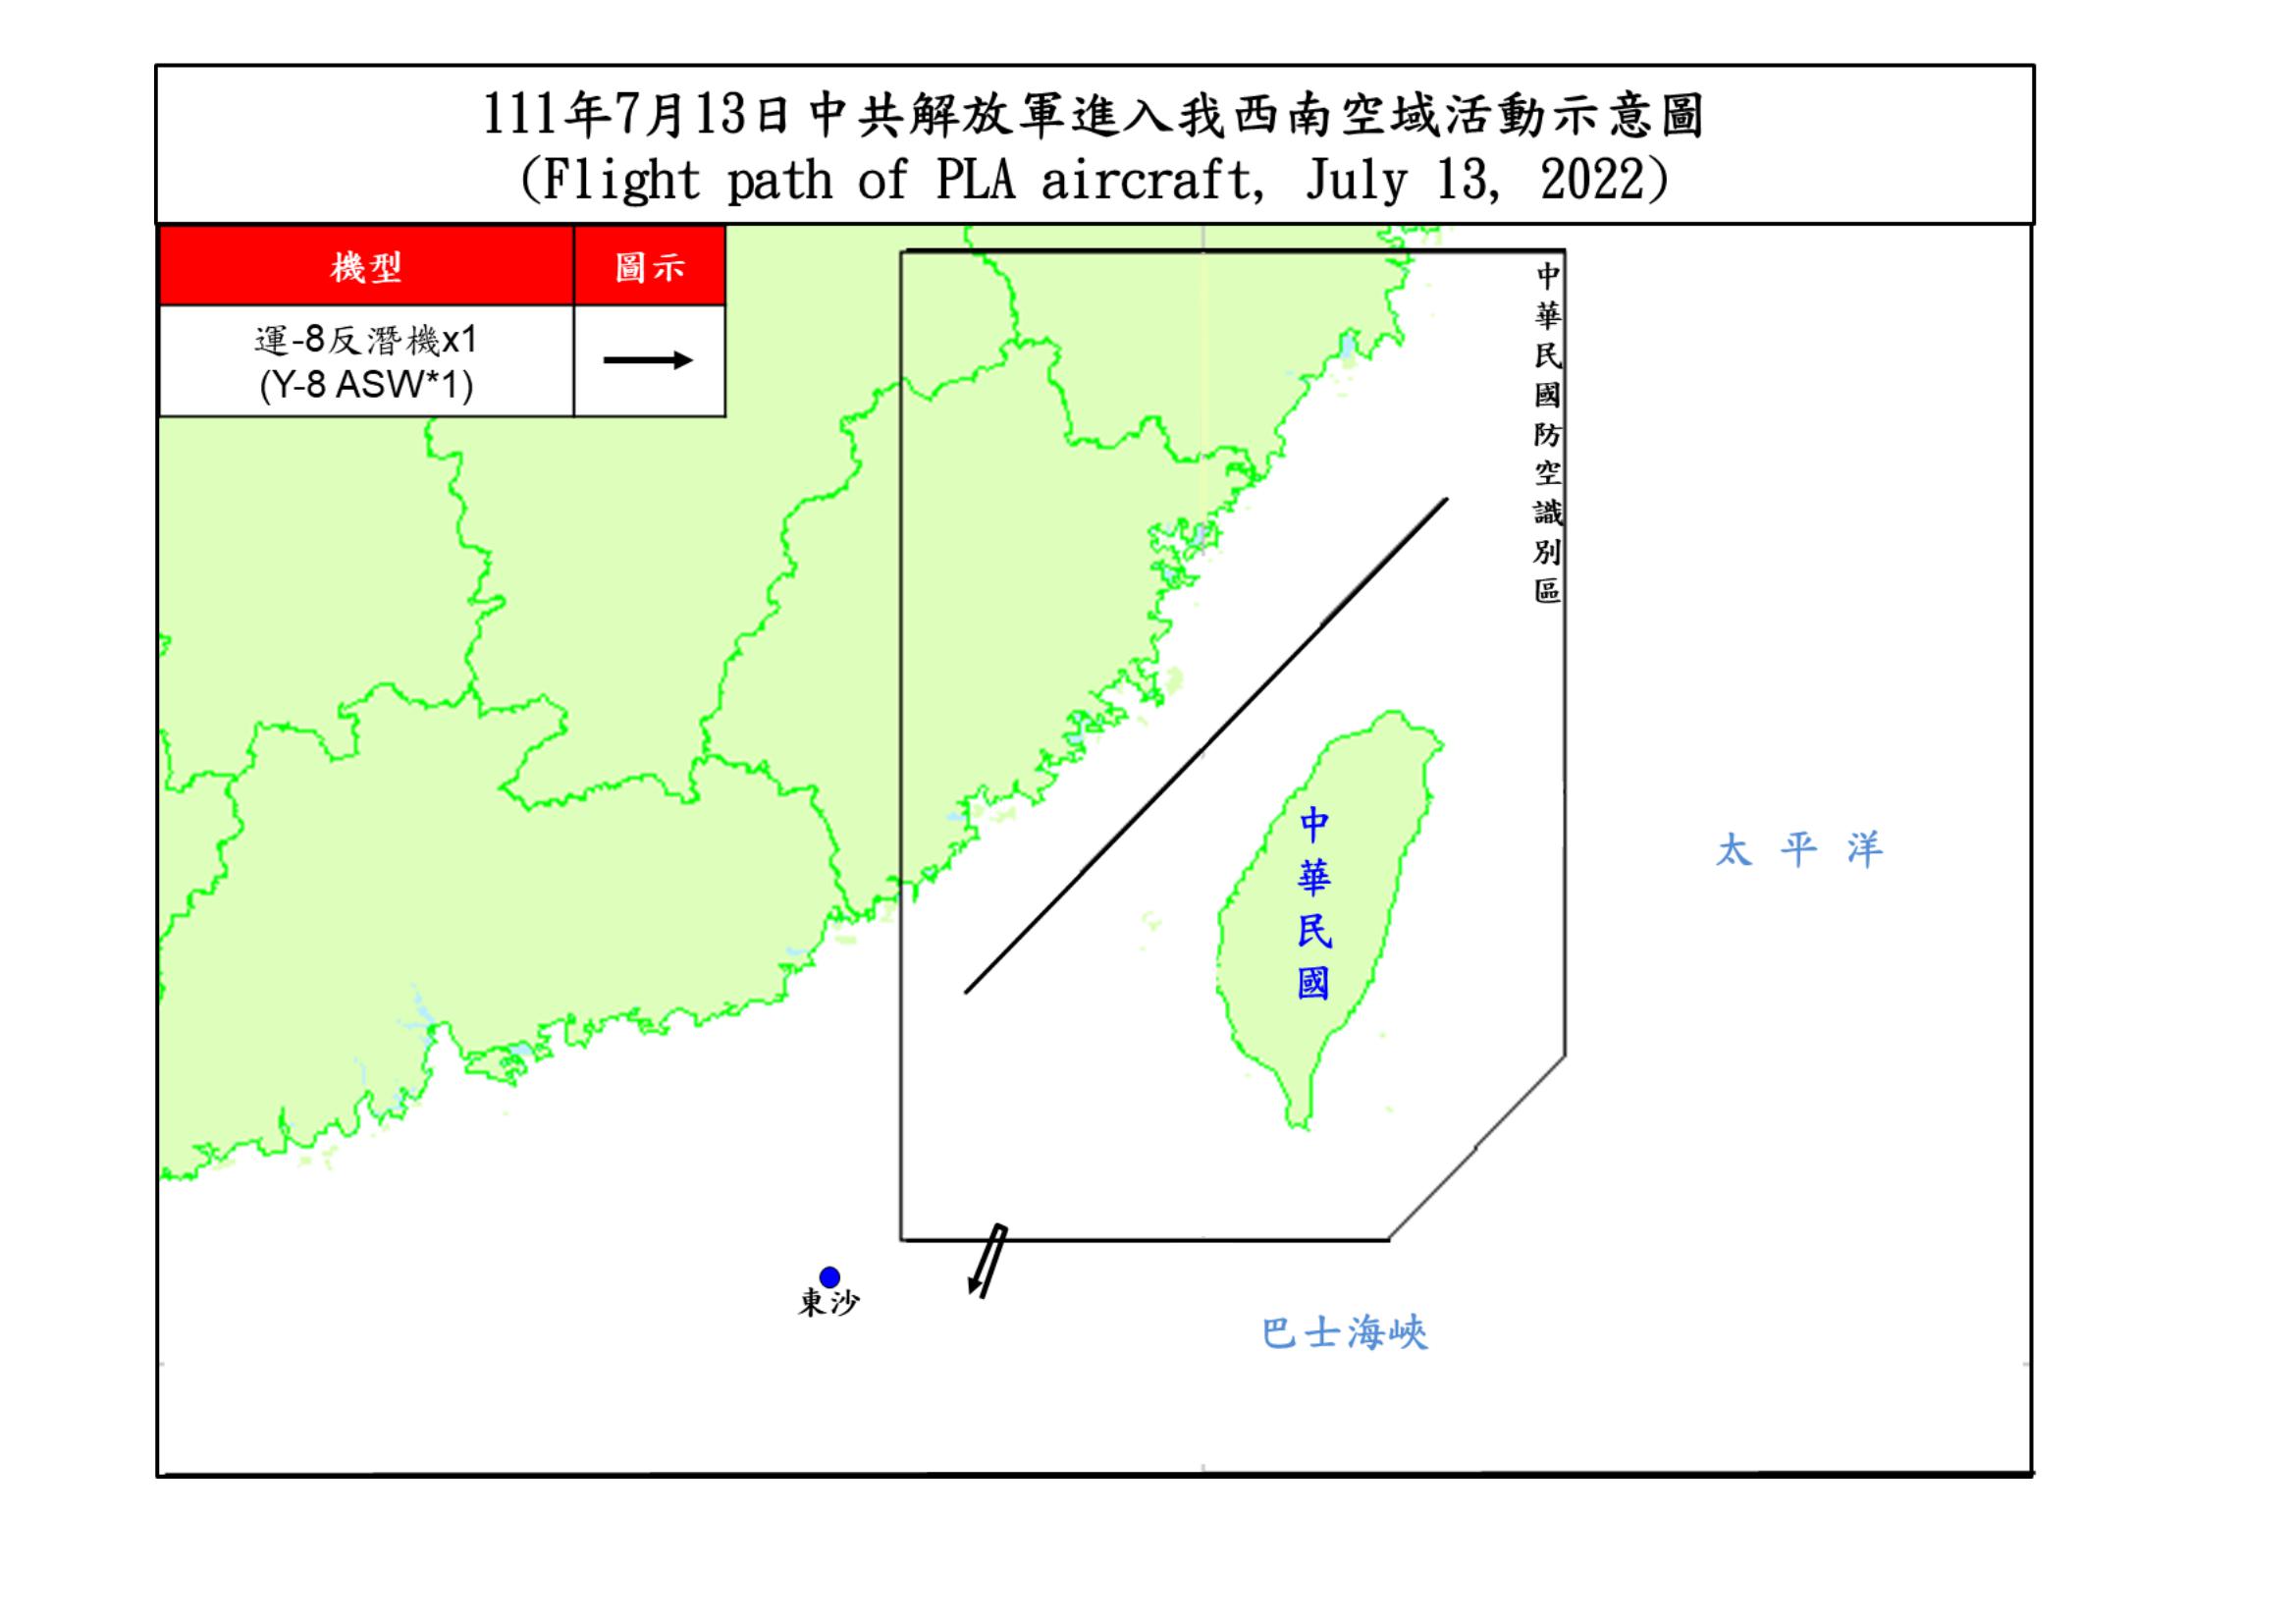 111年7月13日中共解放軍進入我西南空域活動示意圖
(Flight path of PLA aircraft, July 13, 2022)
機型
圖示
運-8反潛機x1
(Y-8 ASW*1)
中華民國防空識別區
中華民國
太平洋
東沙
巴士海峽